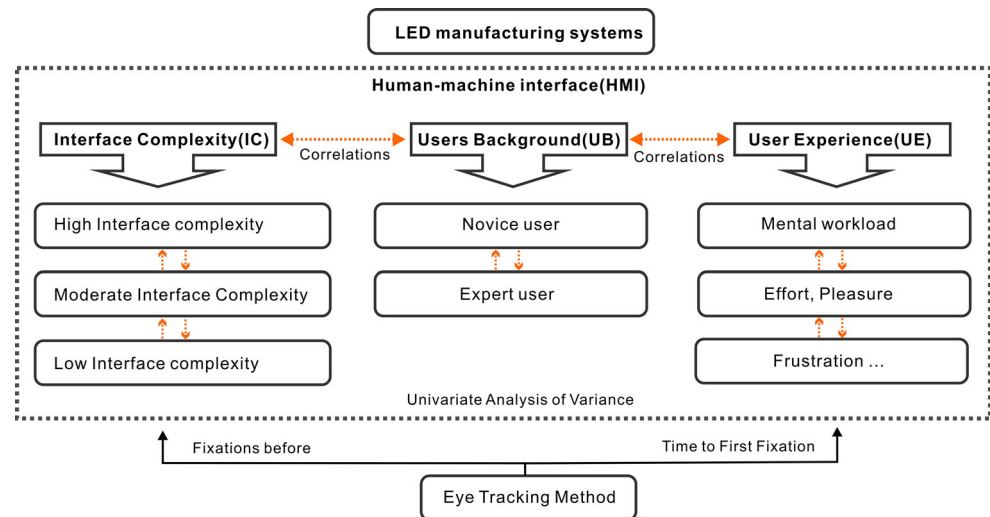 LED manufacturing systems
Human-machine interface(HMI)
Interface Complexity(IC)
Correlations
Users Background(UB)
Correlations
User Experience(UE)
High Interface complexity
Novice user
Mental workload
Moderate Interface Complexity
Expert user
Effort, Pleasure
Low Interface complexity
Frustration ...
Univariate Analysis of Variance
Fixations before
Time to First Fixation
Eye Tracking Method